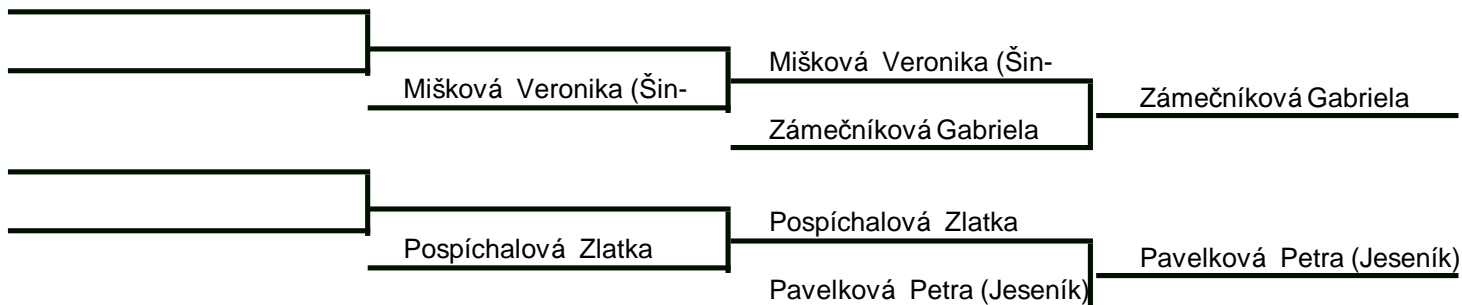 Mišková Veronika (Šin-
Mišková Veronika (Šin-
Zámečníková Gabriela
Zámečníková Gabriela
Pospíchalová Zlatka
Pospíchalová Zlatka
Pavelková Petra (Jeseník)
Pavelková Petra (Jeseník)